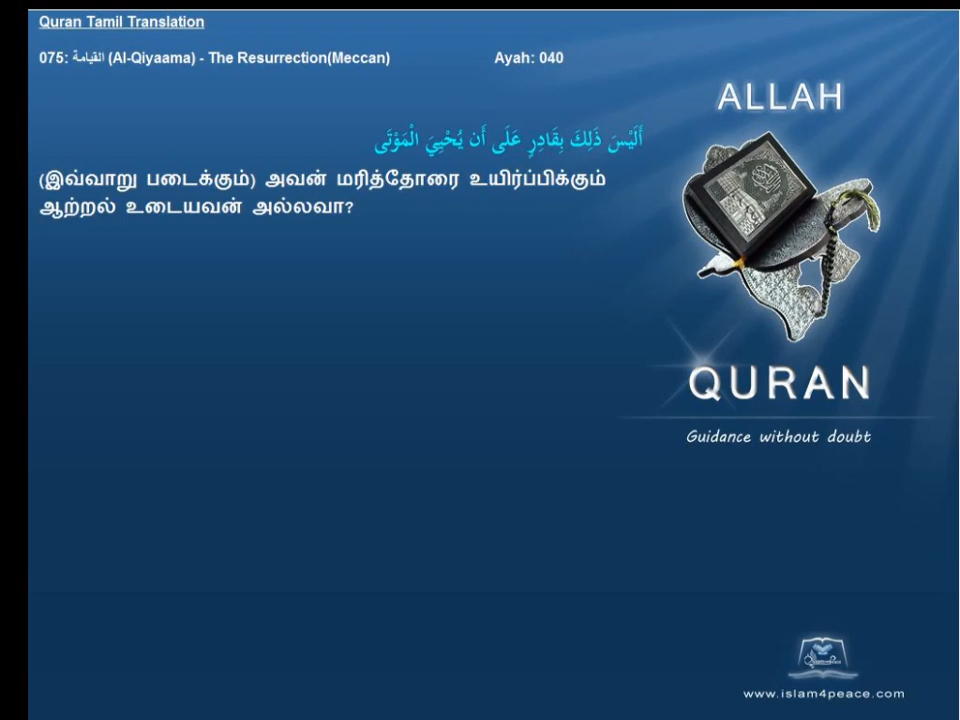 Quran Tamil Translation
075: القيامة (Al-Qiyaama) - The Resurrection(Meccan) Ayah: 040
ALLAH
أَلَيْسَ ذَلِكَ بِقَادِرٍ عَلَى أَن يُحْيِيَ الْمَوْتَى
(இவ்வாறு படைக்கும்) அவன் மரித்தோரை உயிர்ப்பிக்கும்
ஆற்றல் உடையவன் அல்லவா?
QURAN
Guidance without doubt
www.islam4peace.com